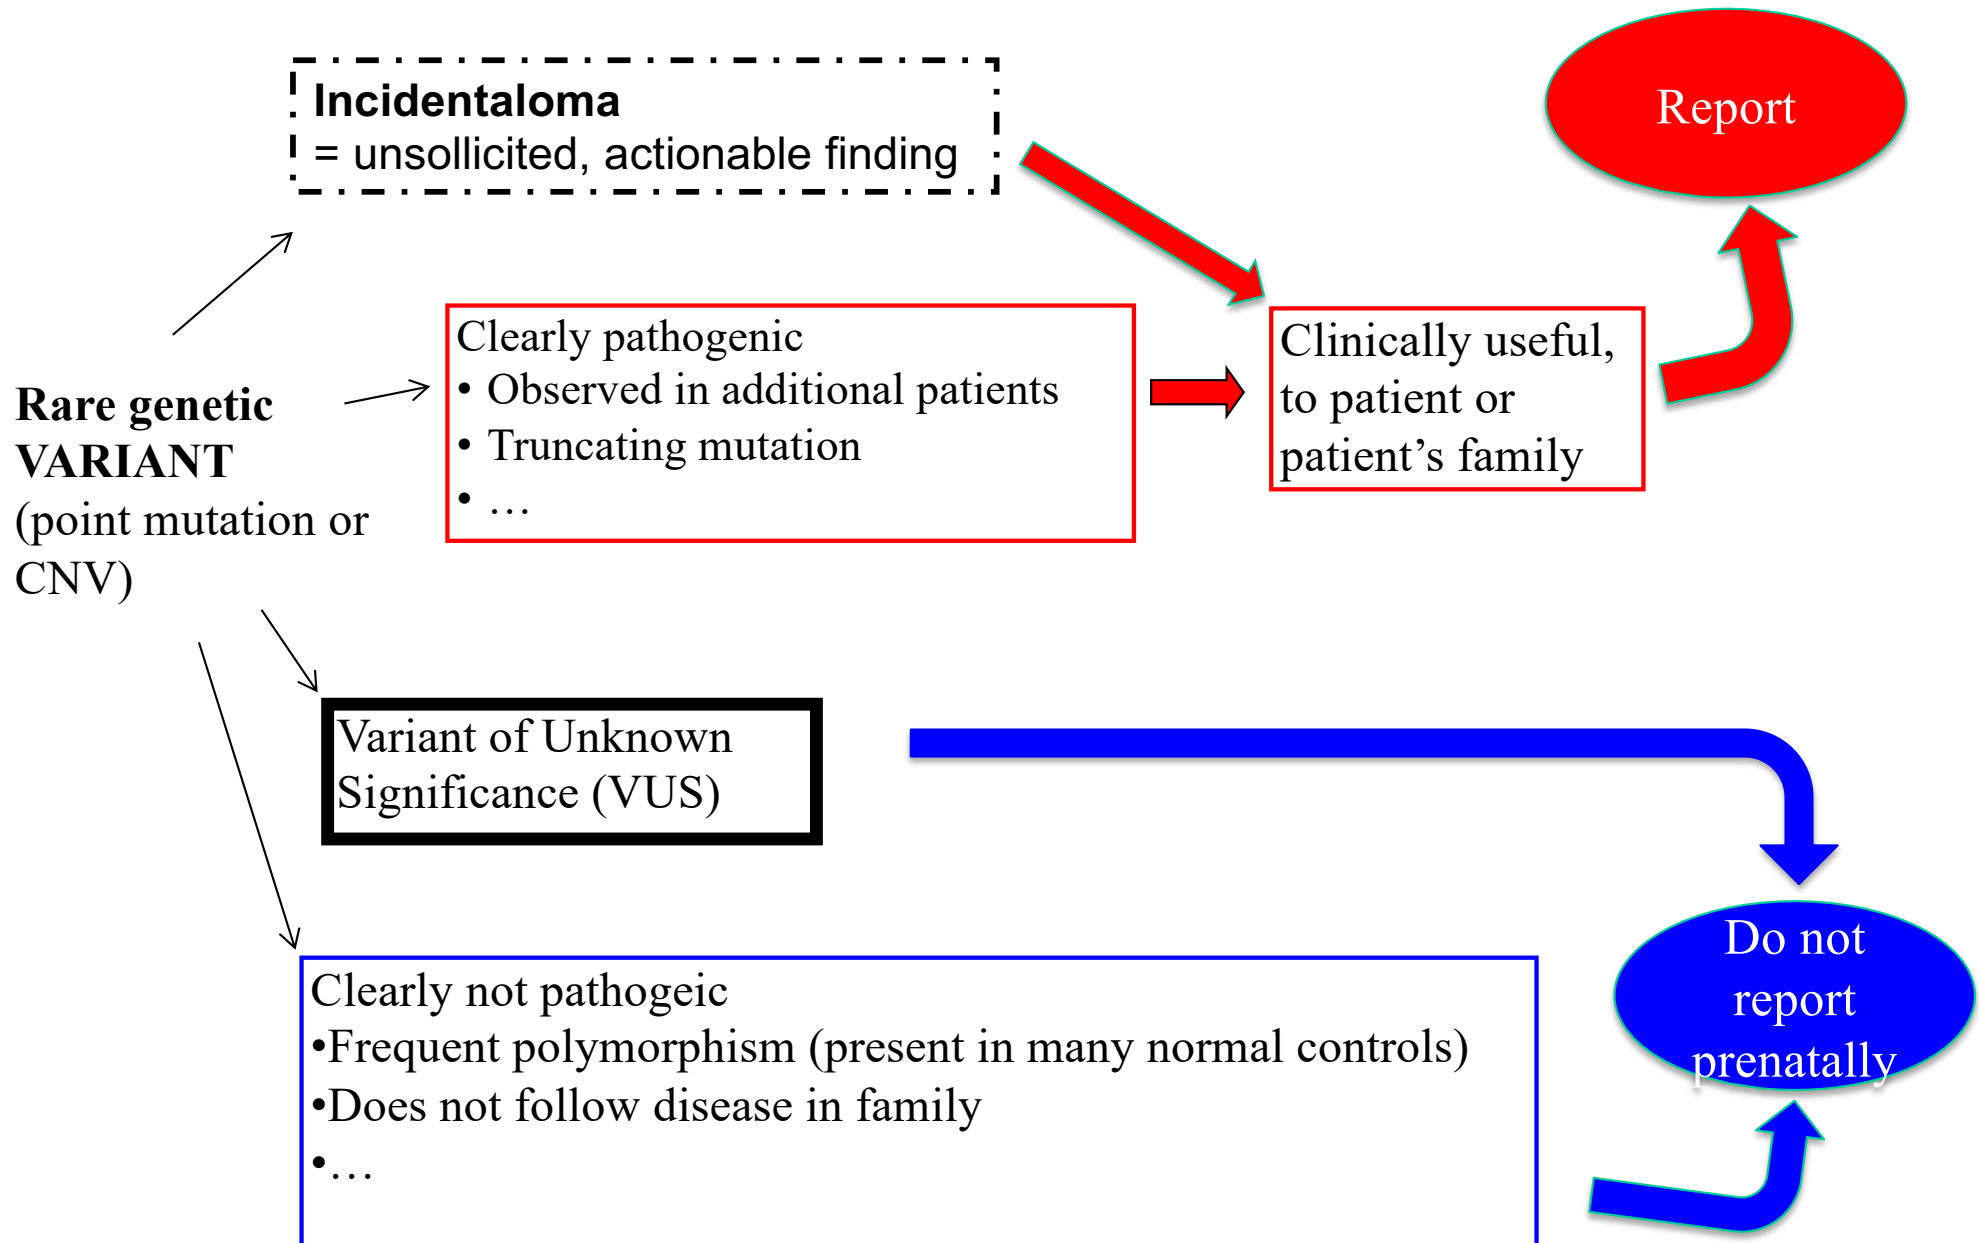 Incidentaloma
= unsollicited, actionable finding
Report
Clearly pathogenic
• Observed in additional patients
• Truncating mutation
• …
Clinically useful,
to patient or
patient’s family
Rare genetic
VARIANT
(point mutation or
CNV)
Variant of Unknown
Significance (VUS)
Do not
report
prenatally
Clearly not pathogeic
•Frequent polymorphism (present in many normal controls)
•Does not follow disease in family
•…